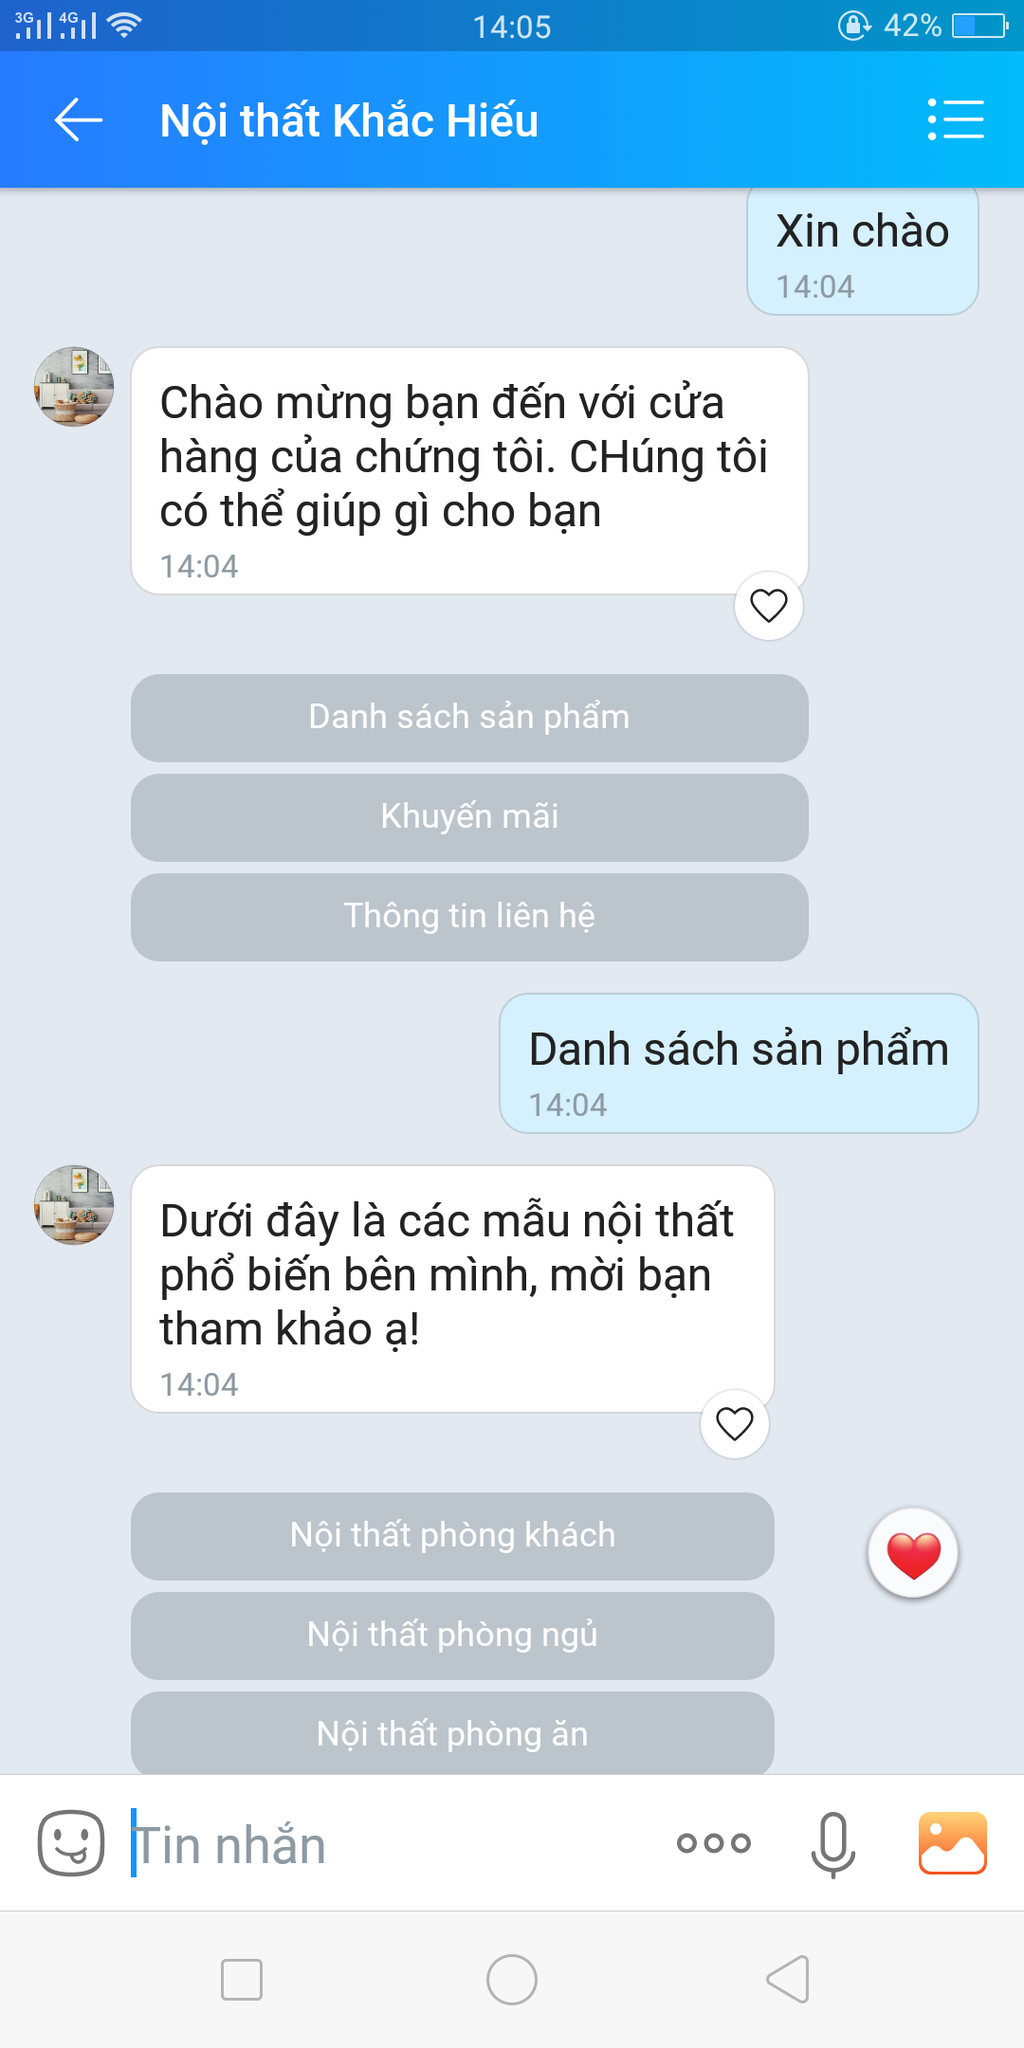 3G 4G 14:05 42%
Nội thất Khắc Hiếu
Xin chào
14:04
Chào mừng bạn đến với cửa
hàng của chứng tôi. CHúng tôi
có thể giúp gì cho bạn
14:04
Danh sách sản phẩm
Khuyến mãi
Thông tin liên hệ
Danh sách sản phẩm
14:04
Dưới đây là các mẫu nội thất
phổ biến bên mình, mời bạn
tham khảo ạ!
14:04
Nội thất phòng khách
Nội thất phòng ngủ
Nội thất phòng ăn
Tin nhắn